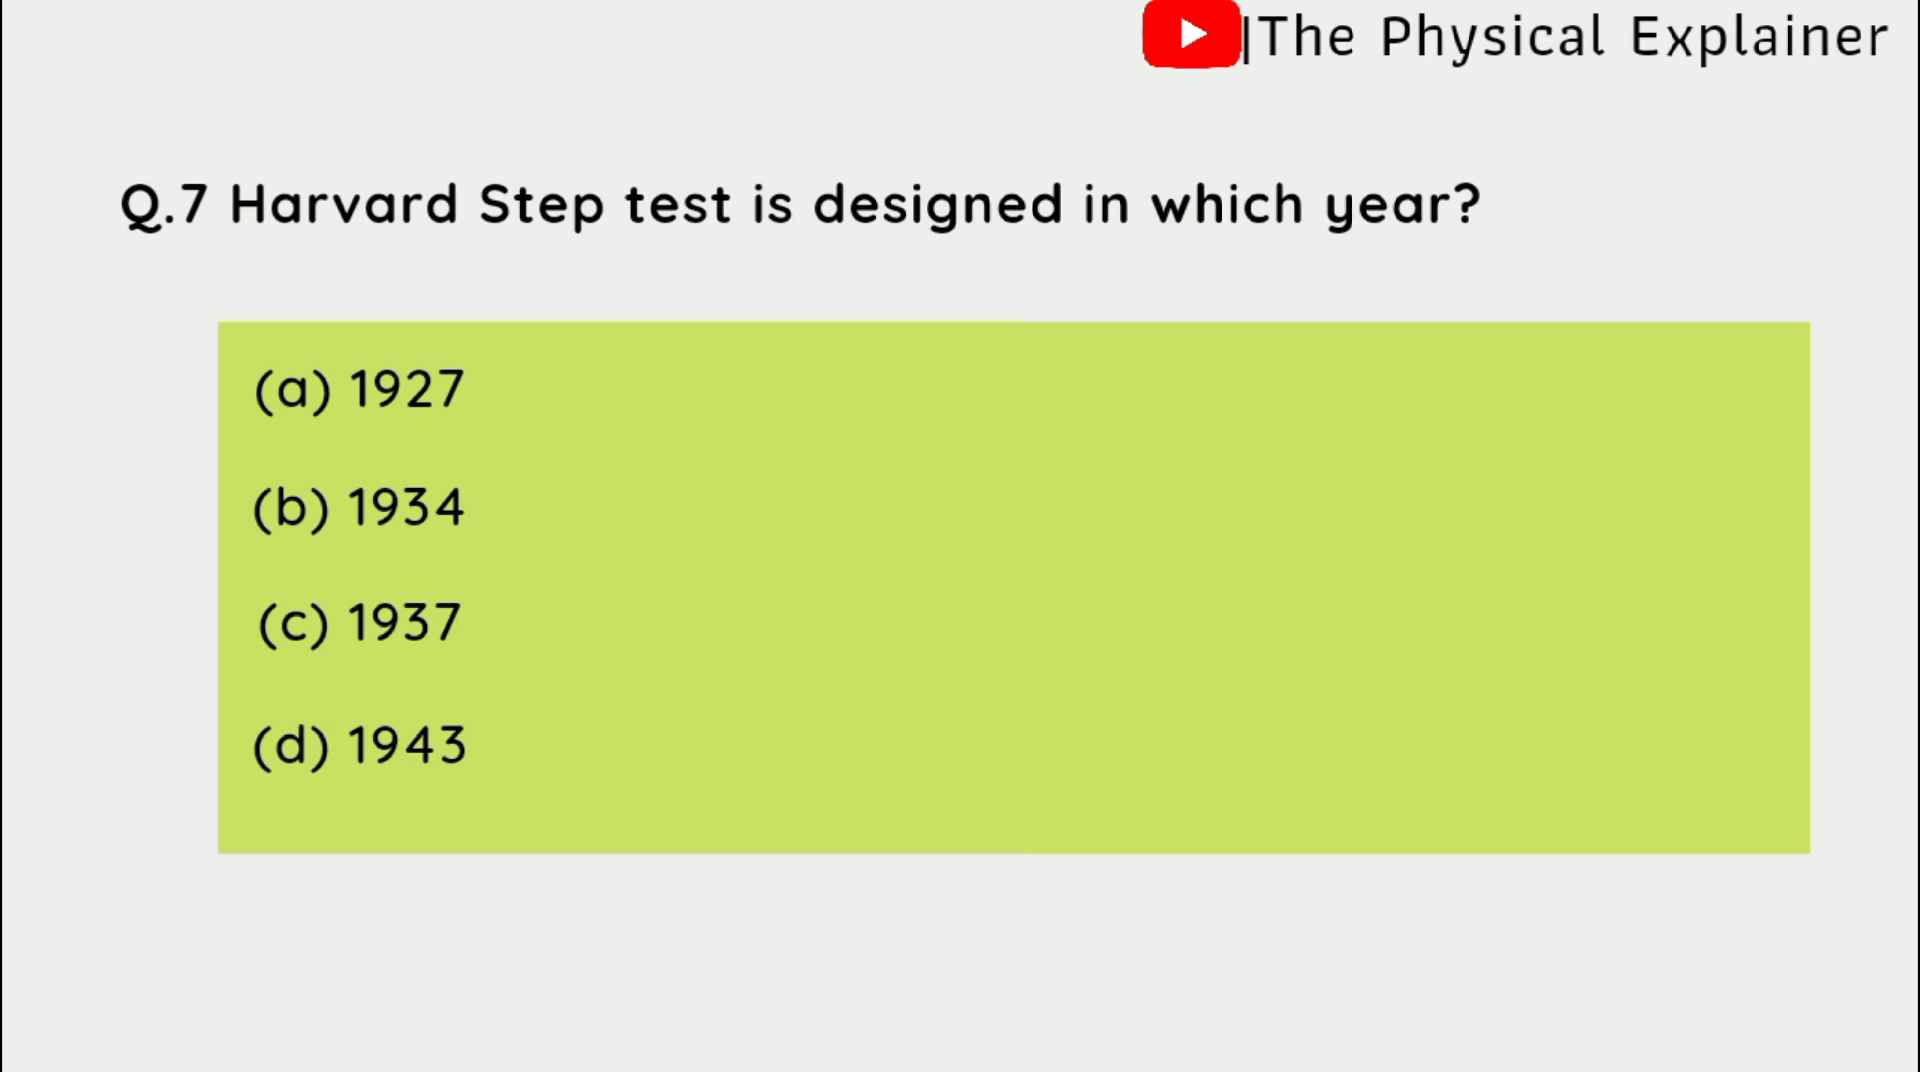 |The Physical Explainer
Q.7 Harvard Step test is designed in which year?
(a) 1927
(b) 1934
(c) 1937
(d) 1943